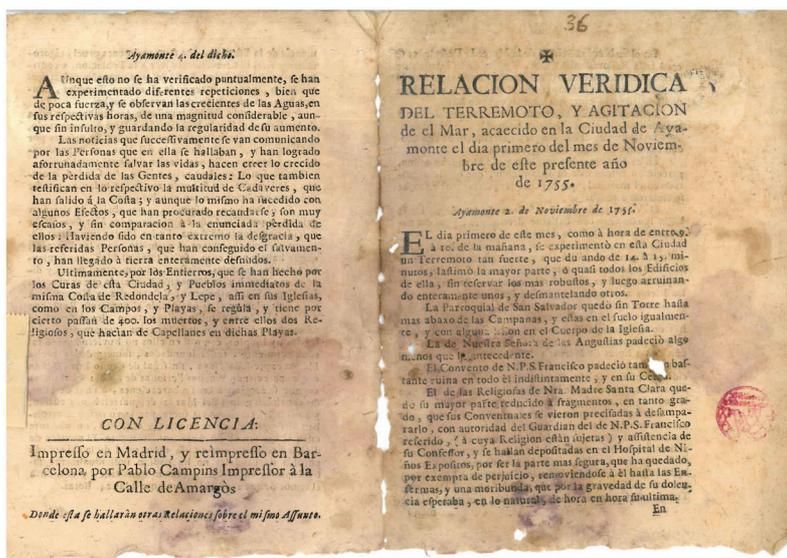 Ayamonte 4. del dicho.
AUnque esto no se ha verificado puntualmente, se han
experimentado diferentes repeticiones, bien que
de poca fuerza, y se observan las crecientes de las Aguas, en
sus respectivas horas, de una magnitud considerable, aun-
que sin insulto, y guardando la regularidad de su aumento.
Las noticias que successivamente se van comunicando
por las Personas que en ella se hallaban, y han logrado
afortunadamente salvar las vidas, hacen creer lo crecido
de la pèrdida de las Gentes, caudales: Lo que tambien
testifican en lo respectivo la multitud de Cadaveres, que
han salido à la Costa; y aunque lo mismo ha sucedido con
algunos Efectos, que han procurado recaudarse, son muy
escasos, y sin comparacion à la enunciada pèrdida de
ellos: Haviendo sido en tanto extremo la desgracia, que
las referidas Personas, que han conseguido el salvamen-
to, han llegado à tierra enteramente desnudos.
Ultimamente, por los Entierros, que se han hecho por
los Curas de esta Ciudad, y Pueblos immediatos de la
misma Costa de Redondela, y Lepe, assi en sus Iglesias,
como en los Campos, y Playas, se regùla, y tiene por
cierto passan de 400. los muertos, y entre ellos dos Re-
ligiosos, que hacian de Capellanes en dichas Playas.
CON LICENCIA:
Impresso en Madrid, y reimpresso en Bar-
celona por Pablo Campins Impressor à la
Calle de Amargòs
Donde esta se hallaràn otras Relaciones sobre el mismo Assunto.
36
RELACION VERIDICA
DEL TERREMOTO, Y AGITACION
de el Mar, acaecido en la Ciudad de Aya-
monte el dia primero del mes de Noviem-
bre de este presente año
de 1755.
Ayamonte 2. de Noviembre de 1755.
EL dia primero de este mes, como à hora de entre 9.
à 10. de la mañana, se experimentò en esta Ciudad
un Terremoto tan fuerte, que du ando de 14. à 15. mi-
nutos, lastimò la mayor parte, ò quasi todos los Edificios
de ella, sin reservar los mas robustos, y luego arruinan-
do enteramente unos, y desmantelando otros.
La Parroquial de San Salvador quedò sin Torre hasta
mas abaxo de las Campanas, y estas en el suelo igualmen-
te, y con alguna en el Cuerpo de la Iglesia.
La de Nuestra Señora de las Angustias padeciò algo
menos que la antecedente.
El Convento de N.P.S. Francisco padeciò bas-
tante ruina en todo èl indistintamente, y en su
El de las Religiosas de Nra. Madre Santa Clara que-
dò su mayor parte reducido à fragmentos, en tanto gra-
do, que sus Conventuales se vieron precisadas à desampa-
rarlo, con autoridad del Guardian del de N.P.S. Francisco
referido, (à cuya Religion estàn sujetas) y assistencia de
su Confessor, y se hallan depositadas en el Hospital de Ni-
ños Expositos, por ser la parte mas segura, que ha quedado,
por exempta de perjuicio, removiendose à èl hasta las En-
fermas, y una moribunda, que por la gravedad de su dolen-
cia esperaba, en lo natural, de hora en hora su ultima.
En